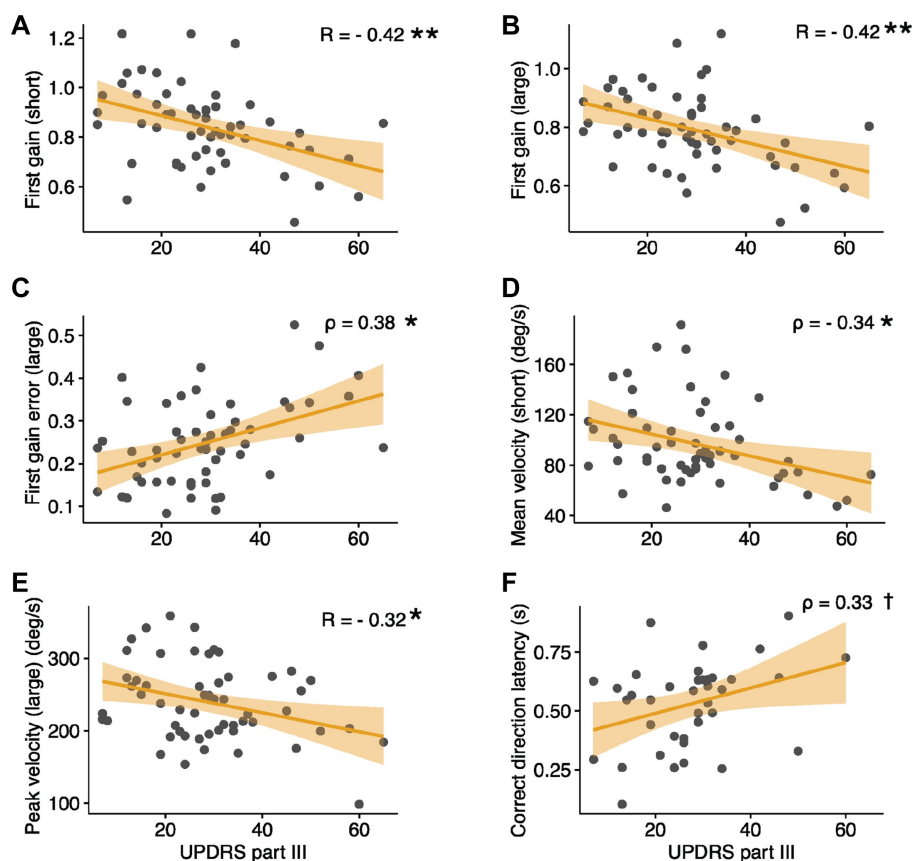 A
R = - 0.42 **
First gain (short)
1.2
1.0
0.8
0.6
20 40 60
B
R = - 0.42 **
First gain (large)
1.0
0.8
0.6
20 40 60
C
ρ = 0.38 *
First gain error (large)
0.5
0.4
0.3
0.2
0.1
20 40 60
D
ρ = - 0.34 *
Mean velocity (short) (deg/s)
160
120
80
40
20 40 60
E
R = - 0.32 *
Peak velocity (large) (deg/s)
300
200
100
20 40 60
UPDRS part III
F
ρ = 0.33 †
Correct direction latency (s)
0.75
0.50
0.25
20 40 60
UPDRS part III